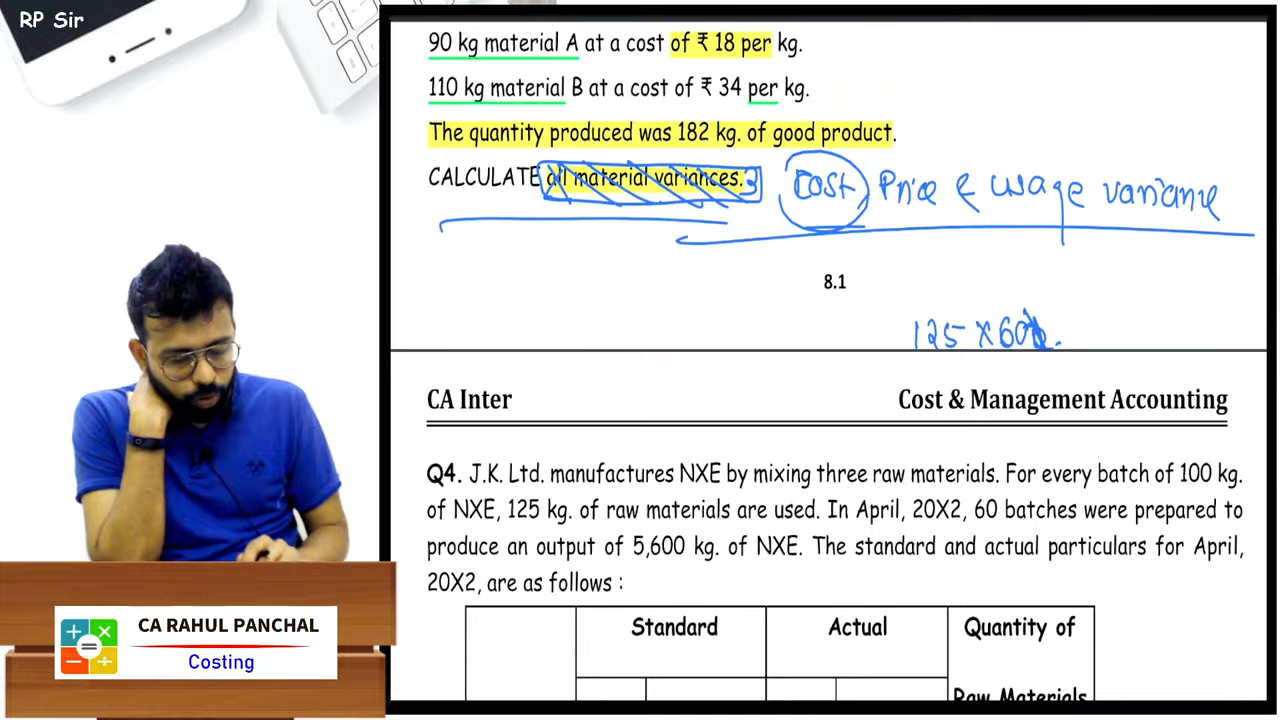 RP Sir
90 kg material A at a cost of ₹ 18 per kg.
110 kg material B at a cost of ₹ 34 per kg.
The quantity produced was 182 kg. of good product.
CALCULATE all material variances. Cost Price & usage variance
8.1
125 × 60
CA Inter Cost & Management Accounting
Q4. J.K. Ltd. manufactures NXE by mixing three raw materials. For every batch of 100 kg.
of NXE, 125 kg. of raw materials are used. In April, 20X2, 60 batches were prepared to
produce an output of 5,600 kg. of NXE. The standard and actual particulars for April,
20X2, are as follows :
Standard Actual Quantity of
Raw Materials
CA RAHUL PANCHAL
Costing